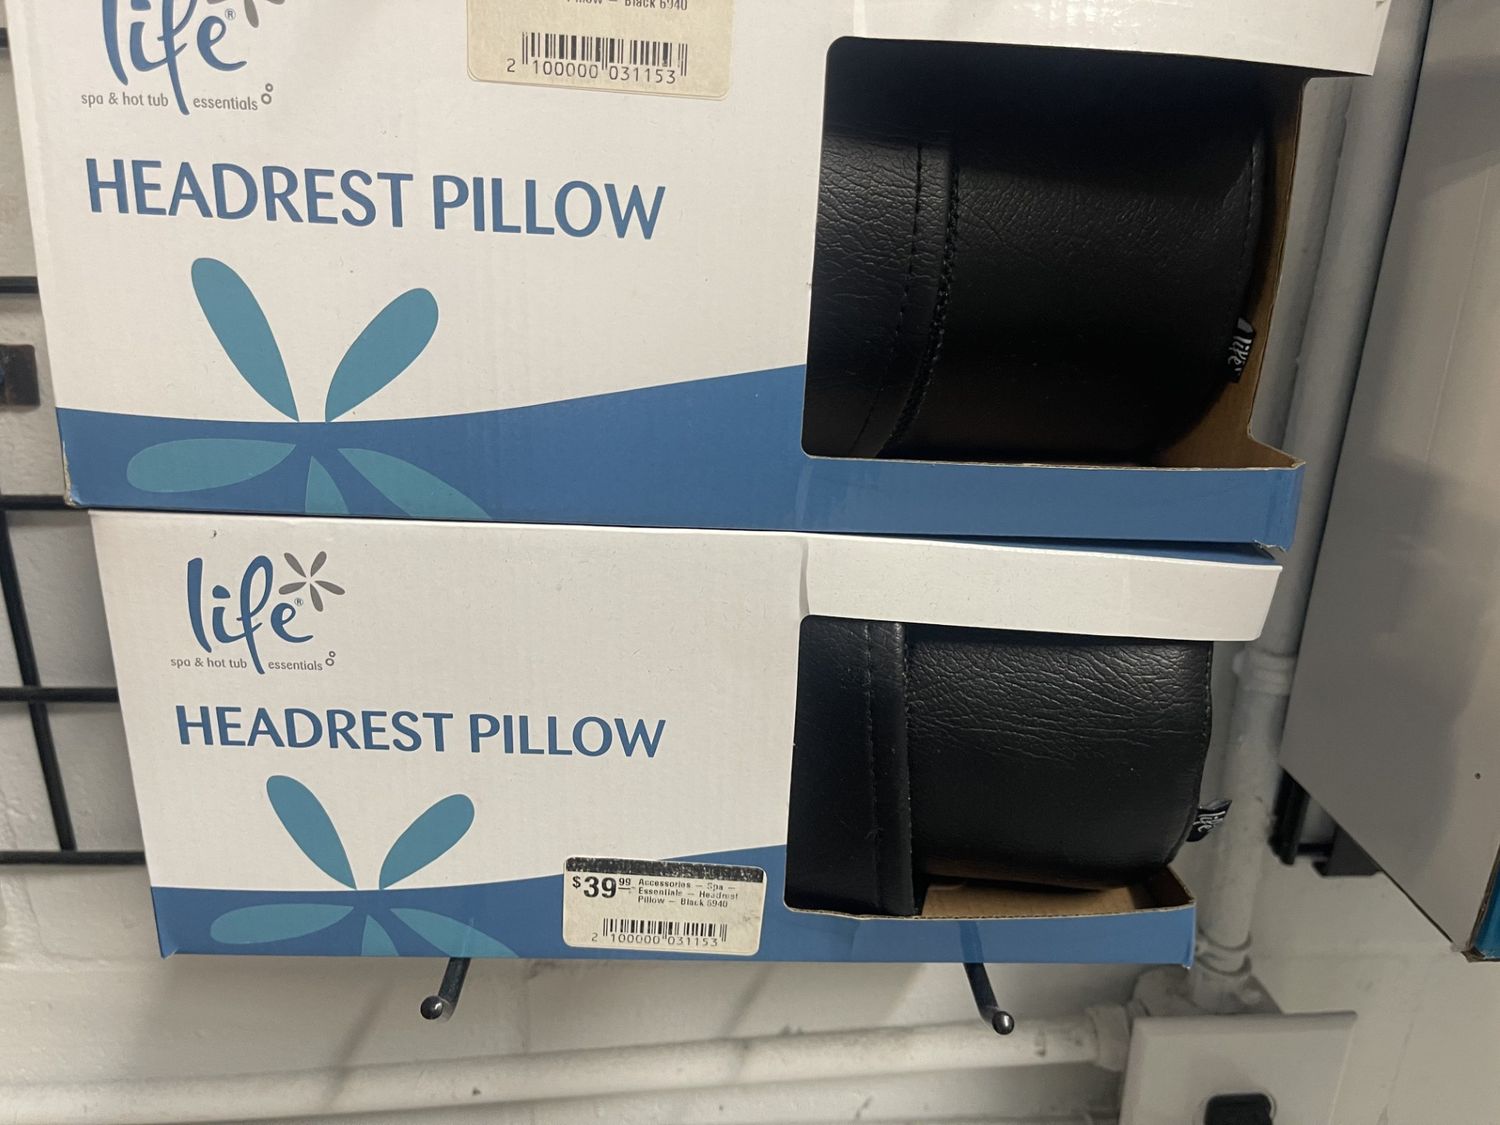 life®
spa & hot tub essentials
Pillow — Black 6940
2 100000 031153
HEADREST PILLOW
life
life®
spa & hot tub essentials
HEADREST PILLOW
life
$39.99 Accessories — Spa —
Essentials — Headrest
Pillow — Black 6940
2 100000 031153